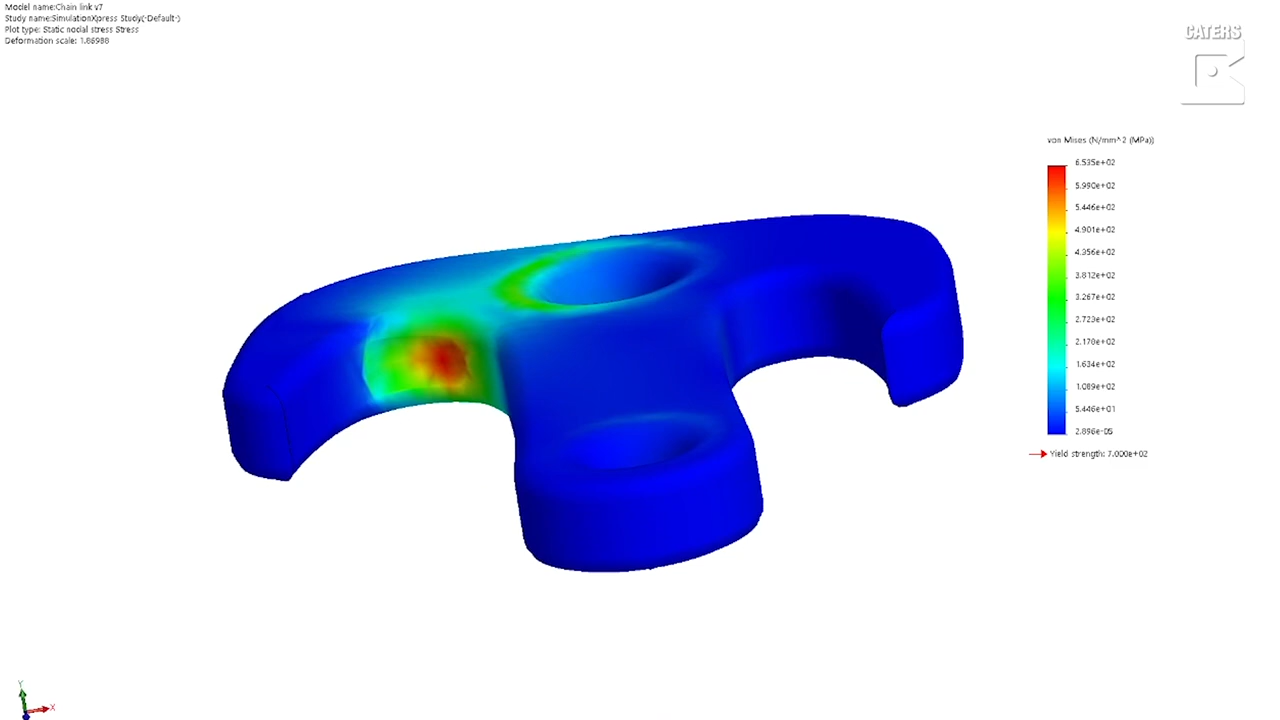 Model name:Chain link v7
Study name:SimulationXpress Study(-Default-)
Plot type: Static nodal stress Stress
Deformation scale: 1.86988
CATERS
von Mises (N/mm^2 (MPa))
6.535e+02
5.990e+02
5.446e+02
4.901e+02
4.356e+02
3.812e+02
3.267e+02
2.723e+02
2.178e+02
1.634e+02
1.089e+02
5.446e+01
2.896e-05
Yield strength: 7.000e+02
Y
X